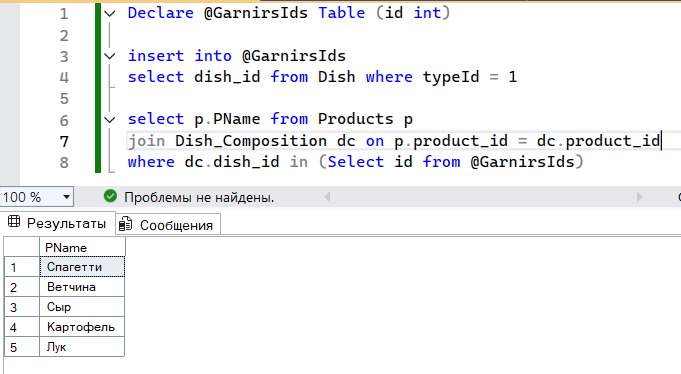 1 Declare @GarnirsIds Table (id int)
2
3 insert into @GarnirsIds
4 select dish_id from Dish where typeId = 1
5
6 select p.PName from Products p
7 join Dish_Composition dc on p.product_id = dc.product_id
8 where dc.dish_id in (Select id from @GarnirsIds)
100 % Проблемы не найдены.
Результаты Сообщения
PName
1 Спагетти
2 Ветчина
3 Сыр
4 Картофель
5 Лук